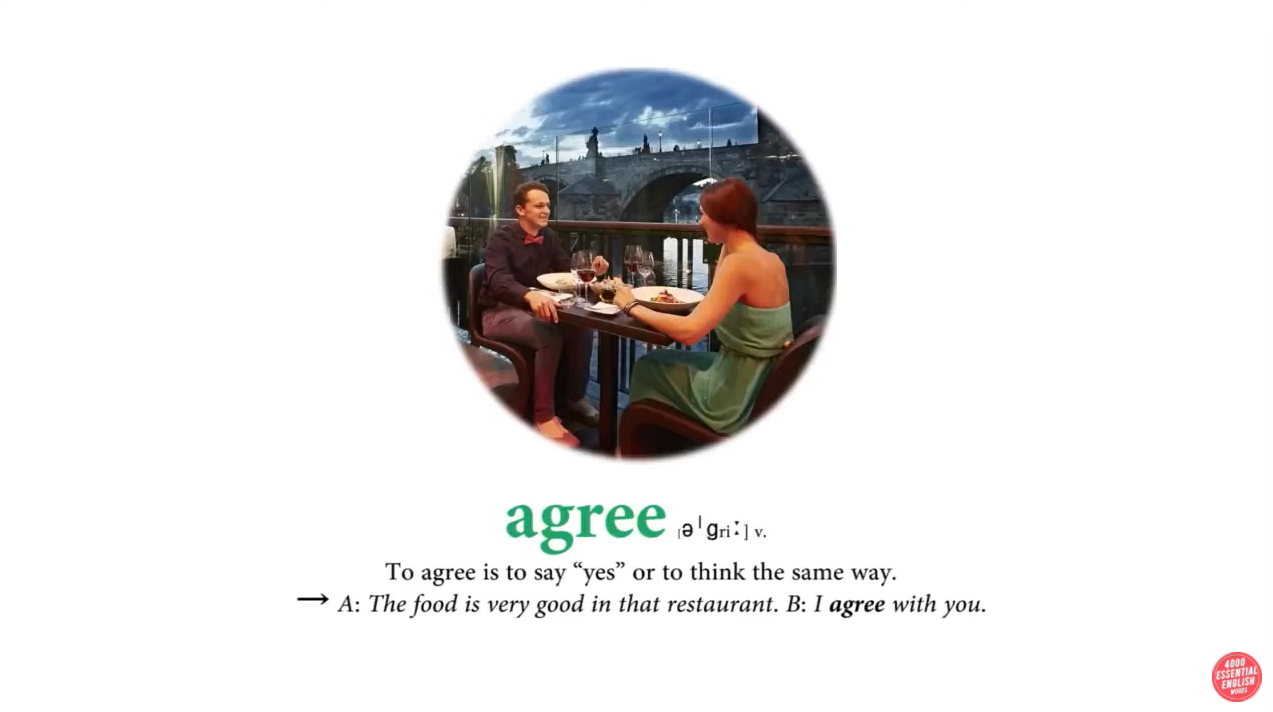 agree [əˈgriː] v.
To agree is to say “yes” or to think the same way.
→ A: The food is very good in that restaurant. B: I agree with you.
4000
ESSENTIAL
ENGLISH
WORDS